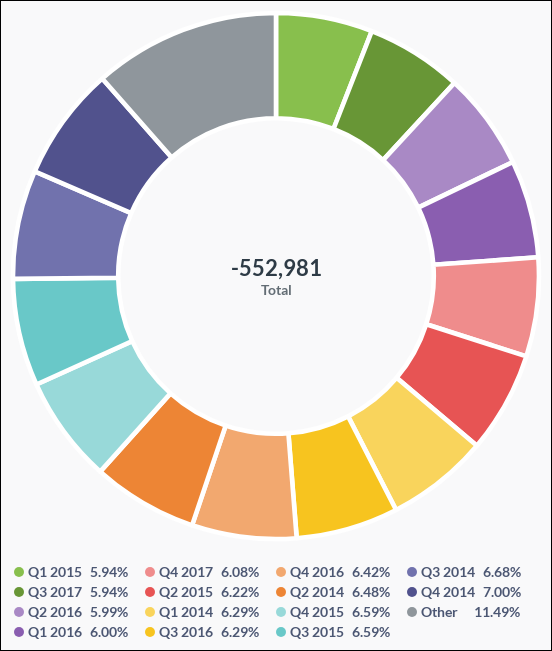 -552,981
Total
Q1 2015 5.94%
Q3 2017 5.94%
Q2 2016 5.99%
Q1 2016 6.00%
Q4 2017 6.08%
Q2 2015 6.22%
Q1 2014 6.29%
Q3 2016 6.29%
Q4 2016 6.42%
Q2 2014 6.48%
Q4 2015 6.59%
Q3 2015 6.59%
Q3 2014 6.68%
Q4 2014 7.00%
Other 11.49%